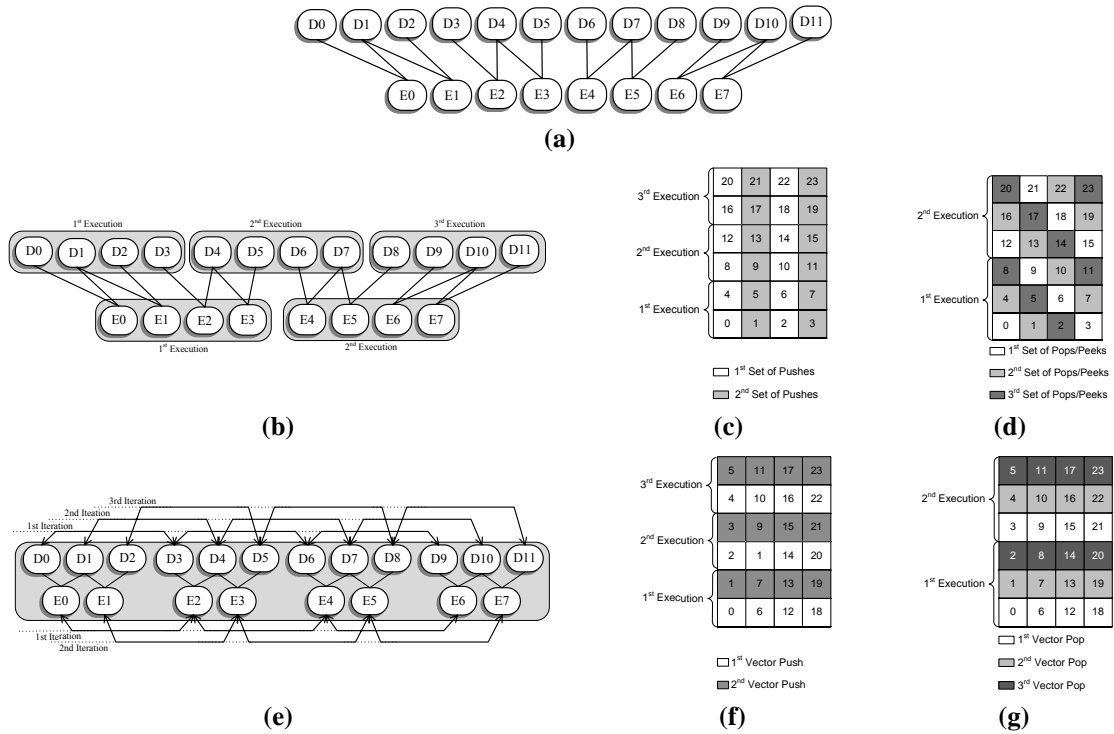 D0 D1 D2 D3 D4 D5 D6 D7 D8 D9 D10 D11
E0 E1 E2 E3 E4 E5 E6 E7
(a)
1st Execution 2nd Execution 3rd Execution
D0 D1 D2 D3 D4 D5 D6 D7 D8 D9 D10 D11
E0 E1 E2 E3 E4 E5 E6 E7
1st Execution 2nd Execution
(b)
20 21 22 23
3rd Execution
16 17 18 19
12 13 14 15
2nd Execution
8 9 10 11
4 5 6 7
1st Execution
0 1 2 3
1st Set of Pushes
2nd Set of Pushes
(c)
20 21 22 23
2nd Execution
16 17 18 19
12 13 14 15
8 9 10 11
1st Execution
4 5 6 7
0 1 2 3
1st Set of Pops/Peeks
2nd Set of Pops/Peeks
3rd Set of Pops/Peeks
(d)
3rd Iteration
2nd Iteration
1st Iteration
D0 D1 D2 D3 D4 D5 D6 D7 D8 D9 D10 D11
E0 E1 E2 E3 E4 E5 E6 E7
1st Iteration
2nd Iteration
(e)
5 11 17 23
3rd Execution
4 10 16 22
3 9 15 21
2nd Execution
2 1 14 20
1 7 13 19
1st Execution
0 6 12 18
1st Vector Push
2nd Vector Push
(f)
5 11 17 23
2nd Execution
4 10 16 22
3 9 15 21
2 8 14 20
1st Execution
1 7 13 19
0 6 12 18
1st Vector Pop
2nd Vector Pop
3rd Vector Pop
(g)